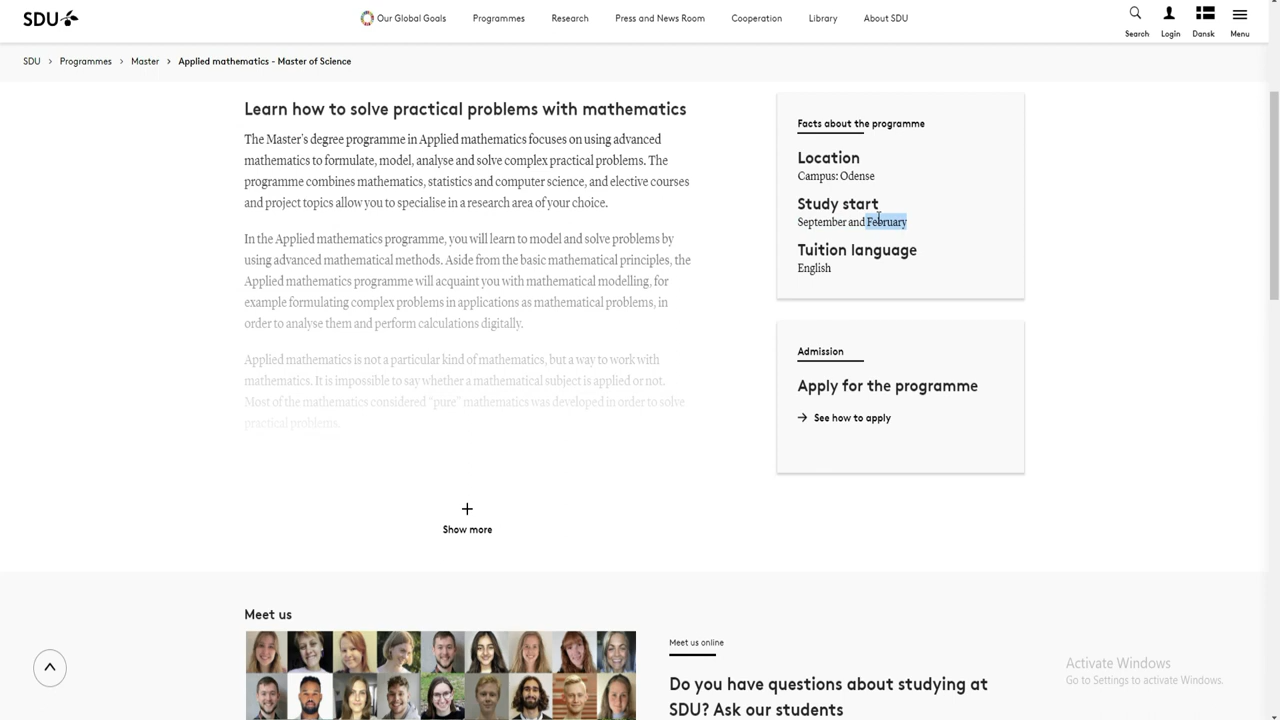 SDU
Our Global Goals
Programmes
Research
Press and News Room
Cooperation
Library
About SDU
Search
Login
Dansk
Menu
SDU > Programmes > Master > Applied mathematics - Master of Science
Learn how to solve practical problems with mathematics
The Master's degree programme in Applied mathematics focuses on using advanced
mathematics to formulate, model, analyse and solve complex practical problems. The
programme combines mathematics, statistics and computer science, and elective courses
and project topics allow you to specialise in a research area of your choice.
In the Applied mathematics programme, you will learn to model and solve problems by
using advanced mathematical methods. Aside from the basic mathematical principles, the
Applied mathematics programme will acquaint you with mathematical modelling, for
example formulating complex problems in applications as mathematical problems, in
order to analyse them and perform calculations digitally.
Applied mathematics is not a particular kind of mathematics, but a way to work with
mathematics. It is impossible to say whether a mathematical subject is applied or not.
Most of the mathematics considered "pure" mathematics was developed in order to solve
practical problems.
+
Show more
Facts about the programme
Location
Campus: Odense
Study start
September and February
Tuition language
English
Admission
Apply for the programme
→ See how to apply
Meet us
Meet us online
Do you have questions about studying at
SDU? Ask our students
Activate Windows
Go to Settings to activate Windows.